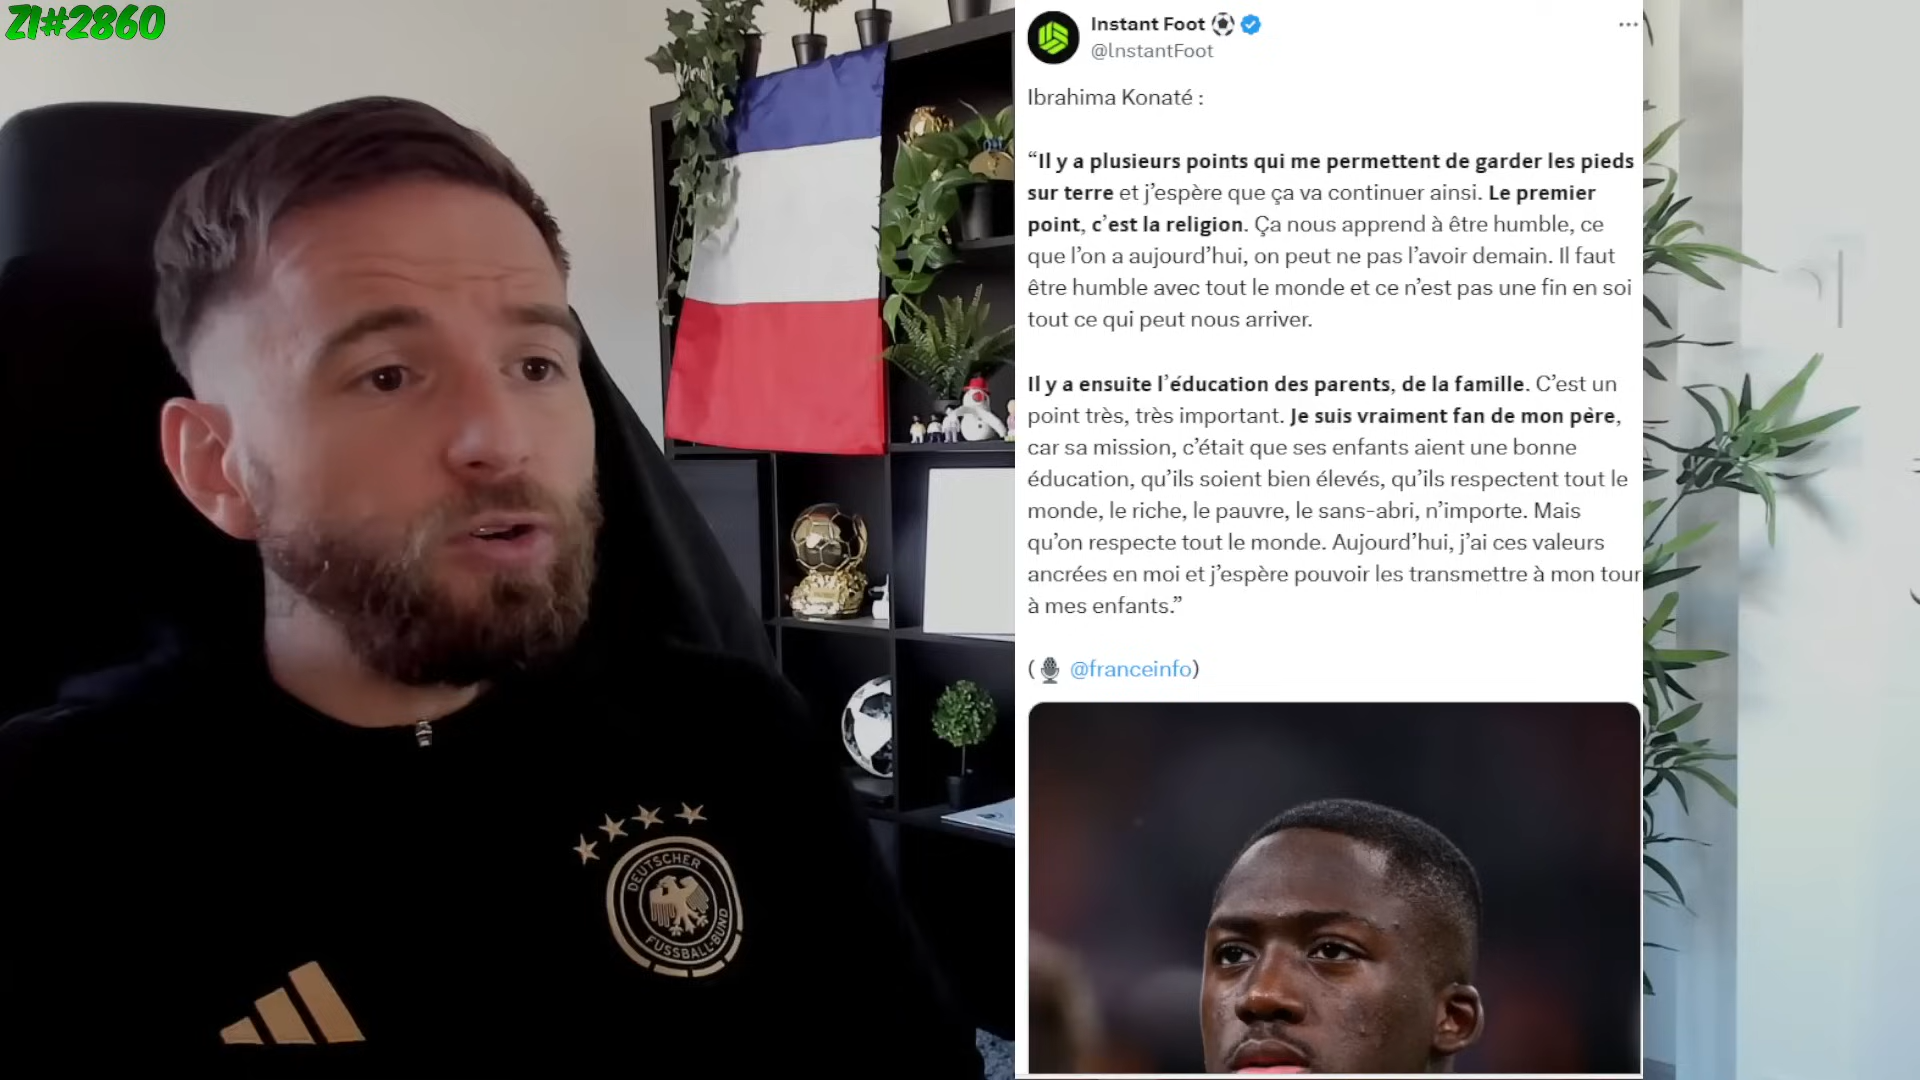 ZI#2860
Instant Foot
@lnstantFoot
Ibrahima Konaté :
“Il y a plusieurs points qui me permettent de garder les pieds
sur terre et j’espère que ça va continuer ainsi. Le premier
point, c’est la religion. Ça nous apprend à être humble, ce
que l’on a aujourd’hui, on peut ne pas l’avoir demain. Il faut
être humble avec tout le monde et ce n’est pas une fin en soi
tout ce qui peut nous arriver.
Il y a ensuite l’éducation des parents, de la famille. C’est un
point très, très important. Je suis vraiment fan de mon père,
car sa mission, c’était que ses enfants aient une bonne
éducation, qu’ils soient bien élevés, qu’ils respectent tout le
monde, le riche, le pauvre, le sans-abri, n’importe. Mais
qu’on respecte tout le monde. Aujourd’hui, j’ai ces valeurs
ancrées en moi et j’espère pouvoir les transmettre à mon tour
à mes enfants.”
(🎙 @franceinfo)
DEUTSCHER
FUSSBALL-BUND